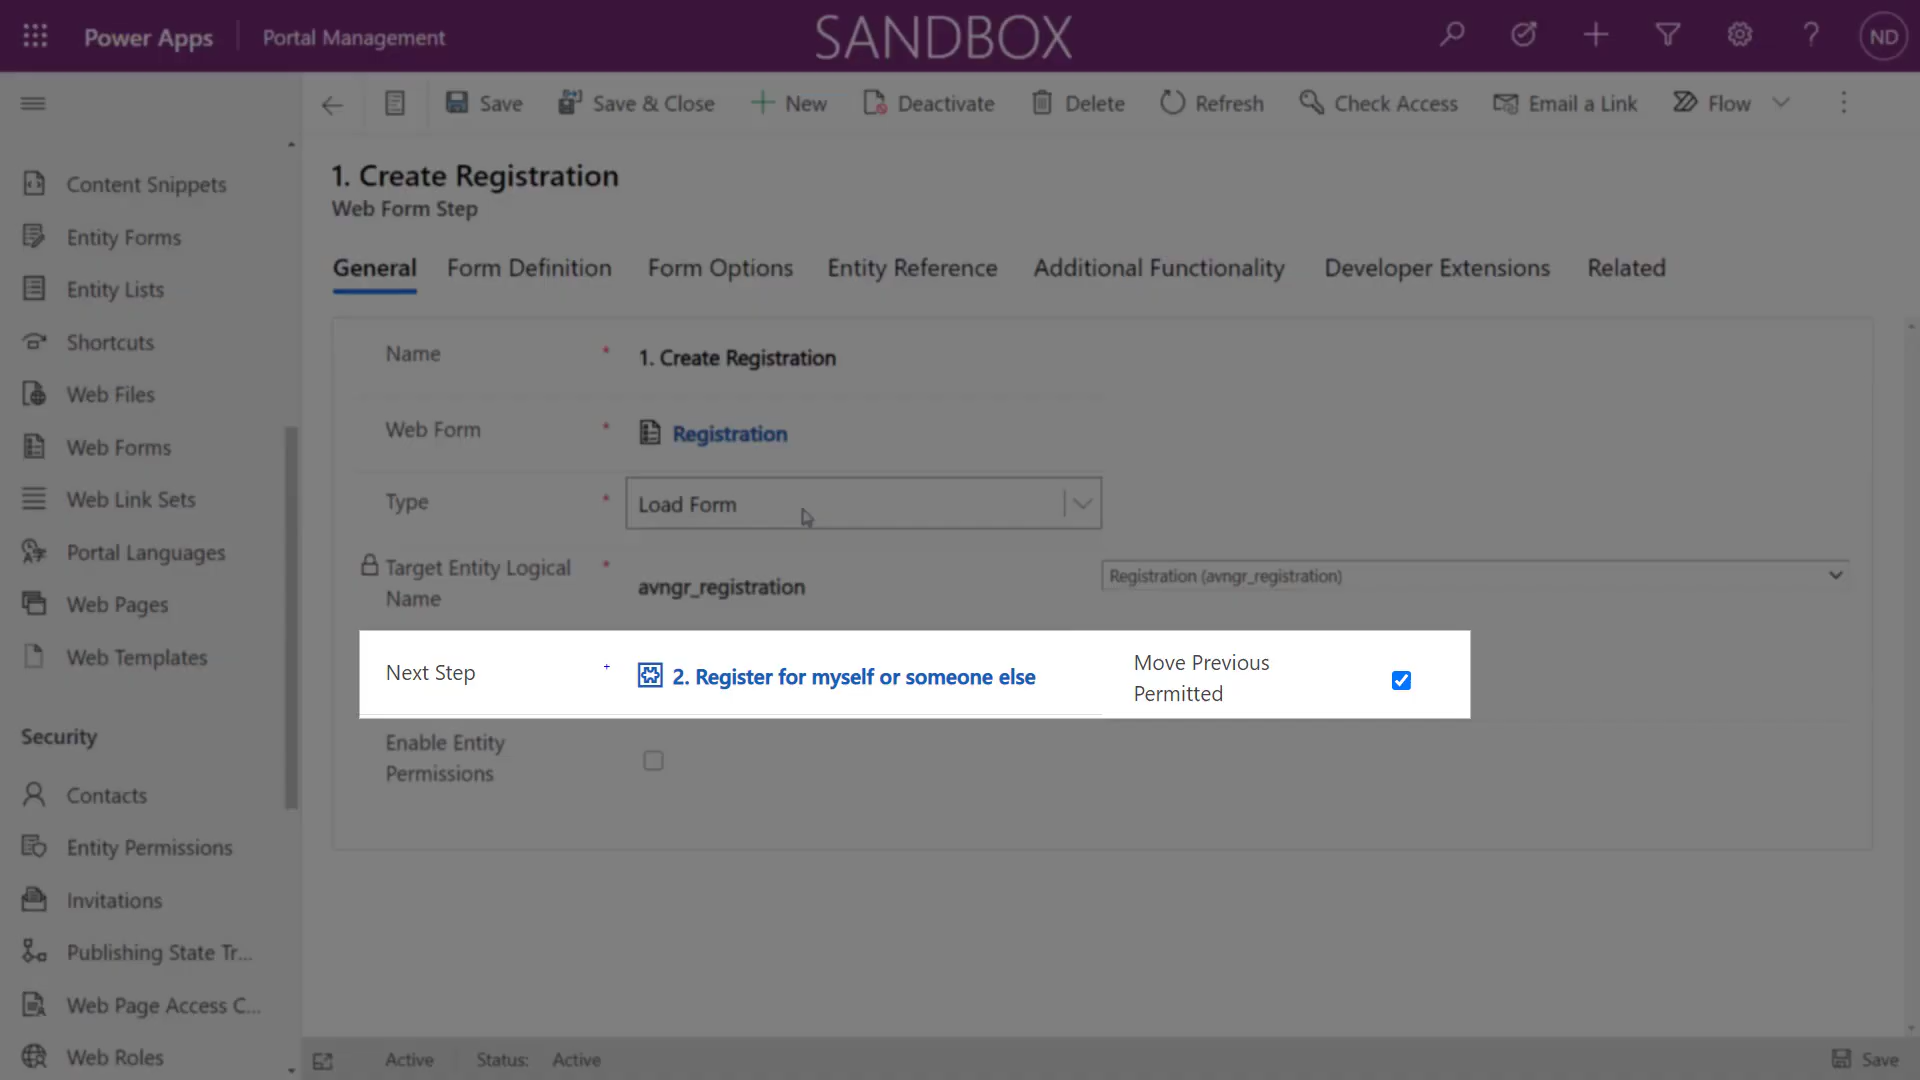 Power Apps
Portal Management
SANDBOX
?
ND
Save
Save & Close
New
Deactivate
Delete
Refresh
Check Access
Email a Link
Flow
Content Snippets
Entity Forms
Entity Lists
Shortcuts
Web Files
Web Forms
Web Link Sets
Portal Languages
Web Pages
Web Templates
Security
Contacts
Entity Permissions
Invitations
Publishing State Tr...
Web Page Access C...
Web Roles
1. Create Registration
Web Form Step
General
Form Definition
Form Options
Entity Reference
Additional Functionality
Developer Extensions
Related
Name * 1. Create Registration
Web Form * Registration
Type * Load Form
Target Entity Logical
Name
* avngr_registration
Registration (avngr_registration)
Next Step + 2. Register for myself or someone else
Move Previous
Permitted
Enable Entity
Permissions
Active
Status: Active
Save